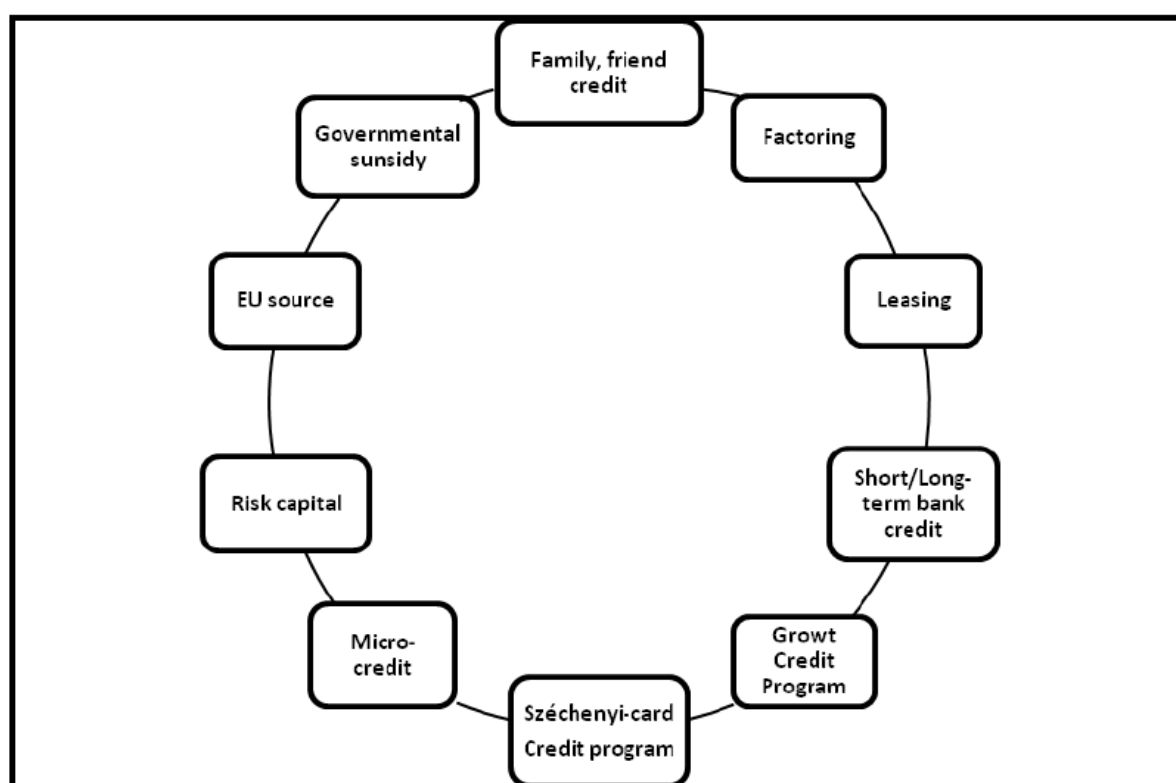 Family, friend
credit
Factoring
Leasing
Short/Long-
term bank
credit
Growt
Credit
Program
Széchenyi-card
Credit program
Micro-
credit
Risk capital
EU source
Governmental
sunsidy